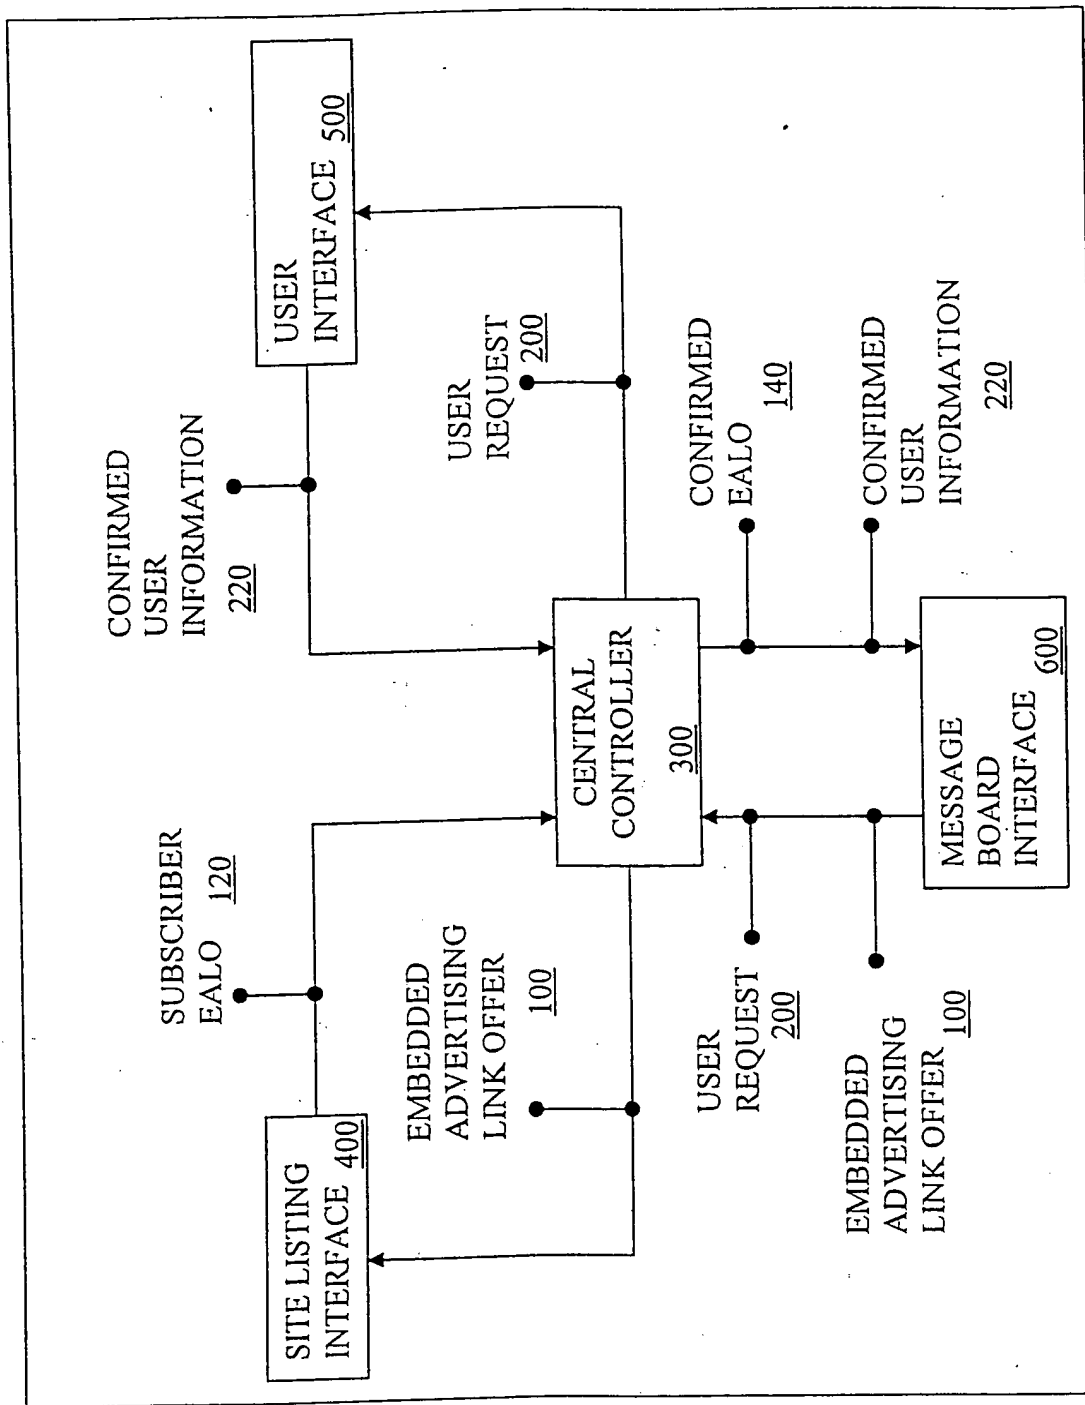 SUBSCRIBER
EALO
120
CONFIRMED
USER
INFORMATION
220
SITE LISTING
INTERFACE 400
USER
INTERFACE 500
EMBEDDED
ADVERTISING
LINK OFFER
100
USER
REQUEST
200
CENTRAL
CONTROLLER
300
USER
REQUEST
200
CONFIRMED
EALO
140
EMBEDDED
ADVERTISING
LINK OFFER
100
CONFIRMED
USER
INFORMATION
220
MESSAGE
BOARD
INTERFACE
600